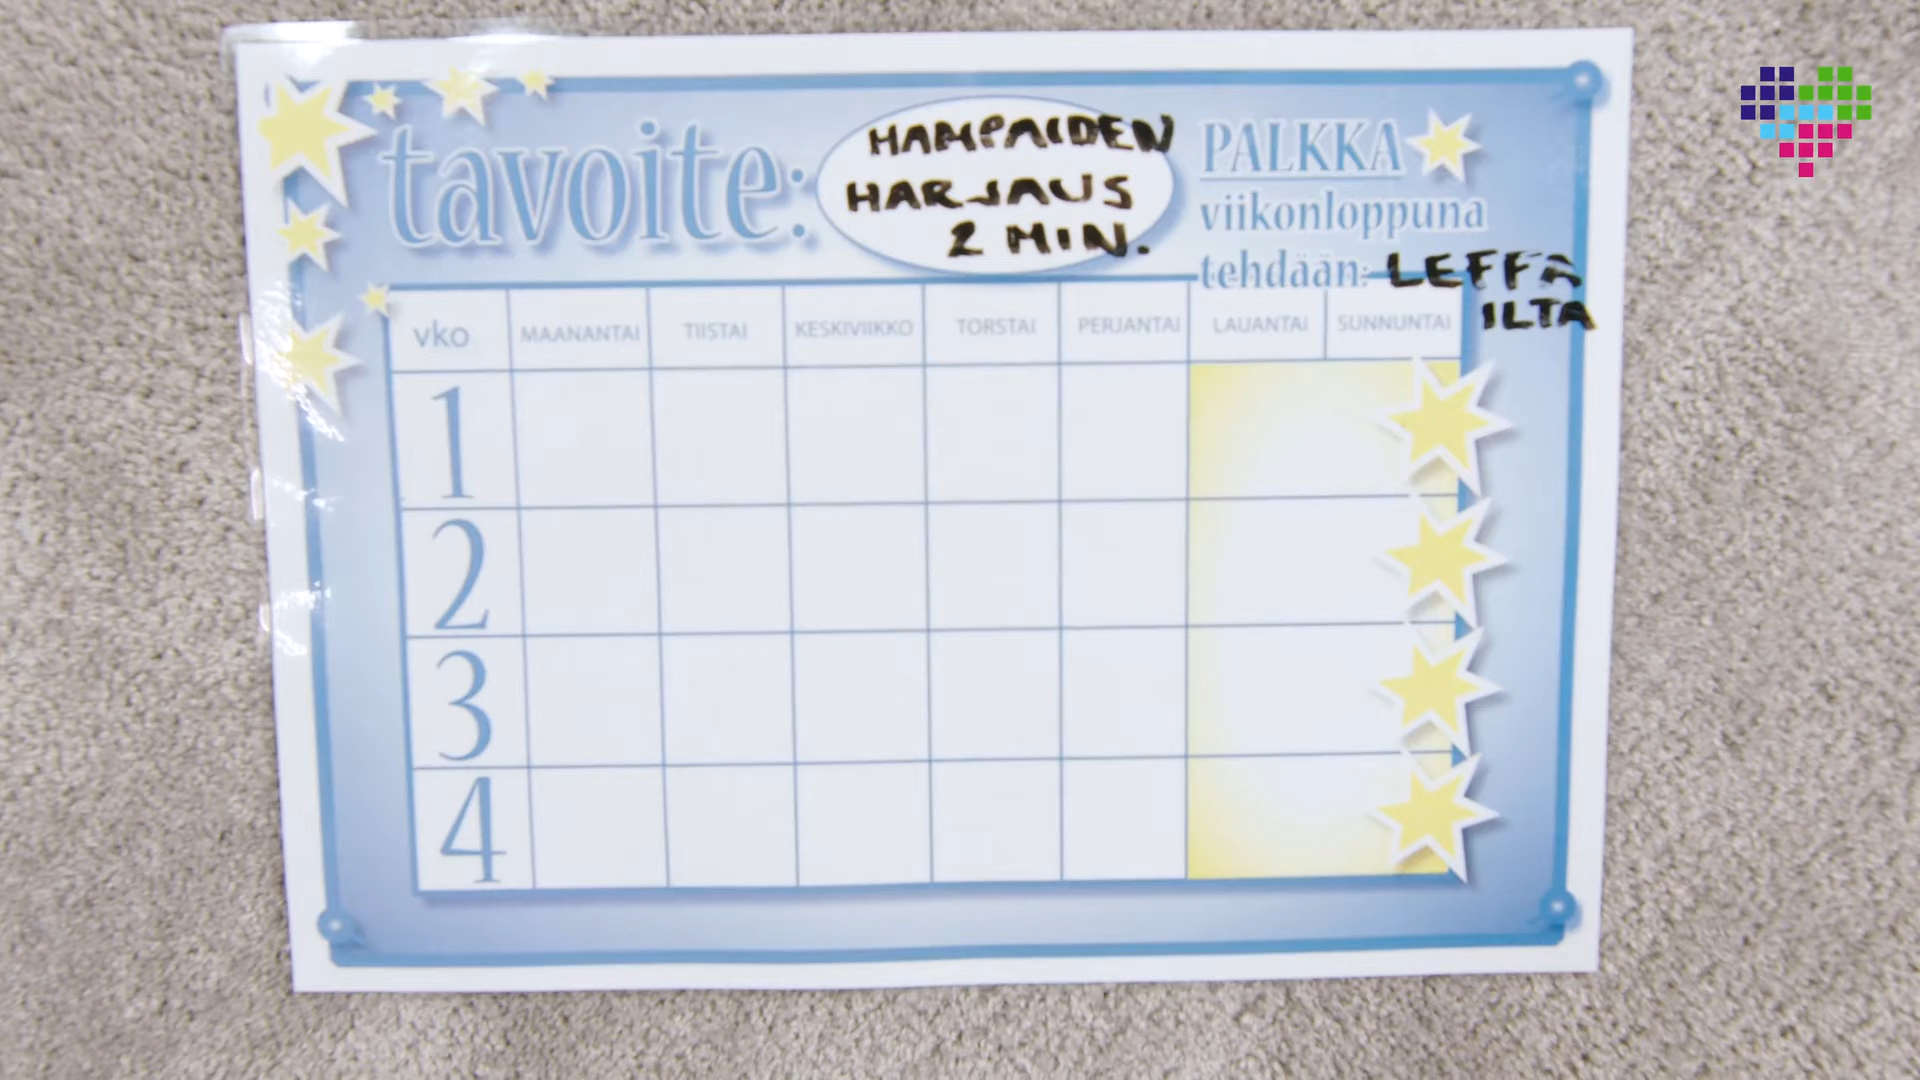 tavoite:
HAMPAIDEN
HARJAUS
2 MIN.
PALKKA
viikonloppuna
tehdään: LEFFA
ILTA
vko MAANANTAI TIISTAI KESKIVIIKKO TORSTAI PERJANTAI LAUANTAI SUNNUNTAI
1
2
3
4